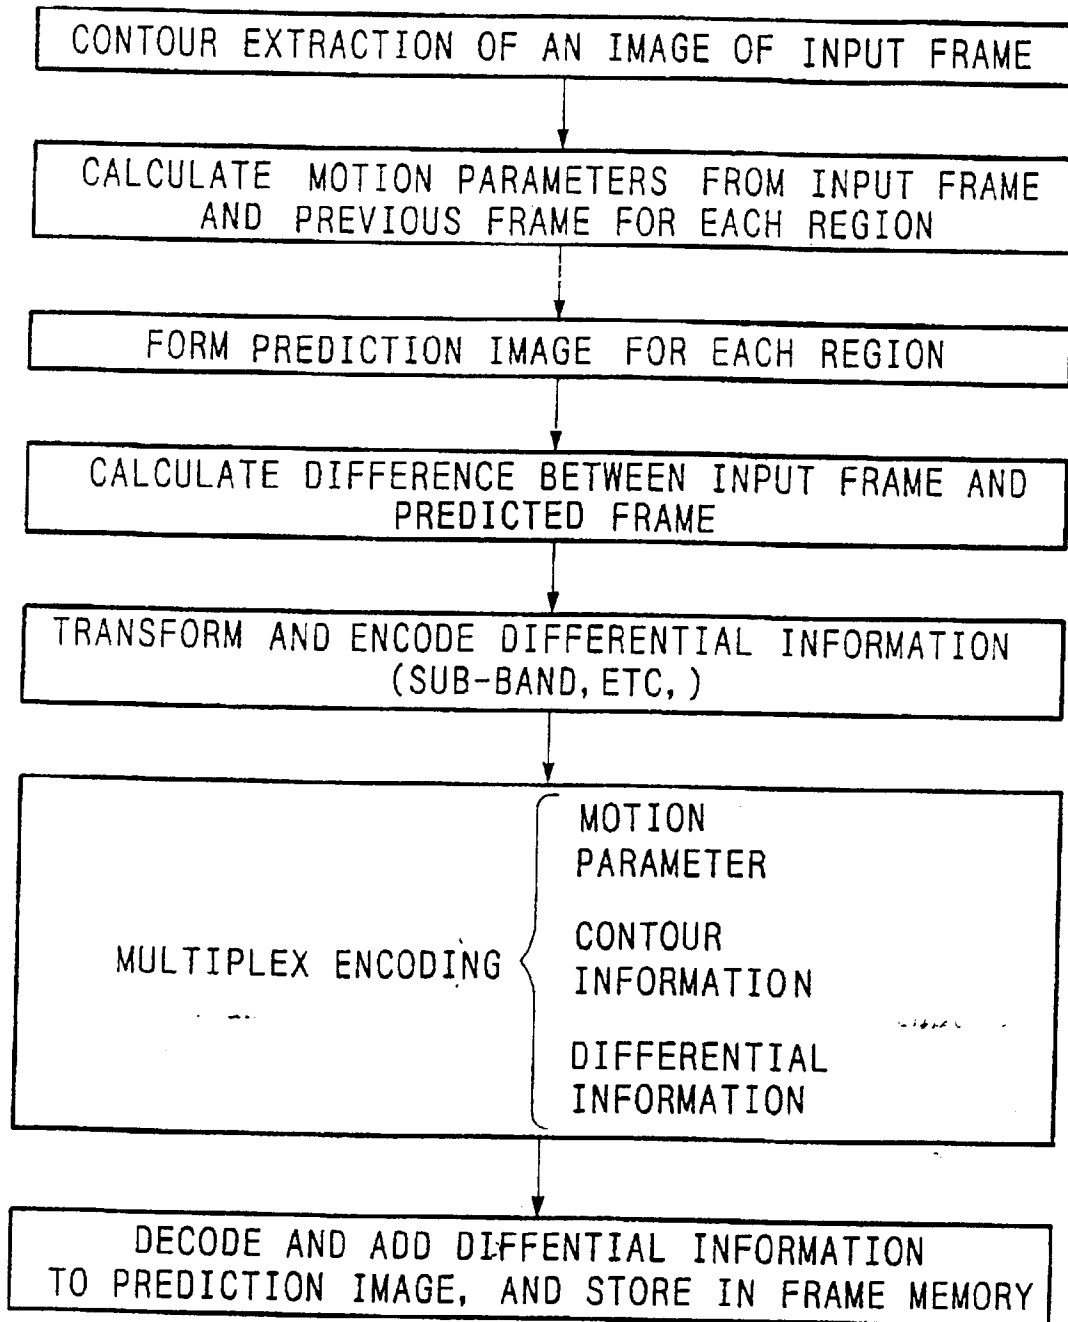 CONTOUR EXTRACTION OF AN IMAGE OF INPUT FRAME
CALCULATE MOTION PARAMETERS FROM INPUT FRAME
AND PREVIOUS FRAME FOR EACH REGION
FORM PREDICTION IMAGE FOR EACH REGION
CALCULATE DIFFERENCE BETWEEN INPUT FRAME AND
PREDICTED FRAME
TRANSFORM AND ENCODE DIFFERENTIAL INFORMATION
(SUB-BAND, ETC, )
MULTIPLEX ENCODING
MOTION
PARAMETER
CONTOUR
INFORMATION
DIFFERENTIAL
INFORMATION
DECODE AND ADD DIFFENTIAL INFORMATION
TO PREDICTION IMAGE, AND STORE IN FRAME MEMORY